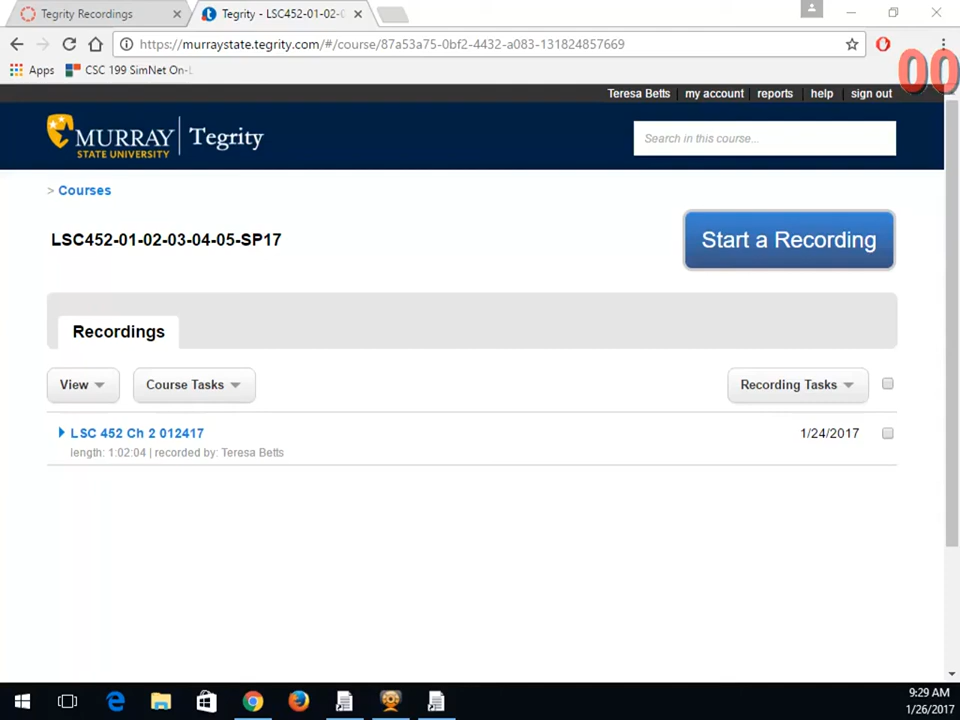 Tegrity Recordings
Tegrity - LSC452-01-02-0
https://murraystate.tegrity.com/#/course/87a53a75-0bf2-4432-a083-131824857669
Apps
CSC 199 SimNet On-L
00
Teresa Betts | my account | reports | help | sign out
MURRAY
STATE UNIVERSITY
Tegrity
Search in this course...
> Courses
LSC452-01-02-03-04-05-SP17
Start a Recording
Recordings
View
Course Tasks
Recording Tasks
LSC 452 Ch 2 012417
1/24/2017
length: 1:02:04 | recorded by: Teresa Betts
9:29 AM
1/26/2017